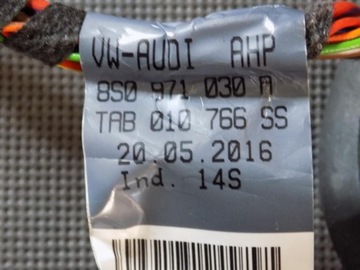 VW-AUDI AHP
8S0 971 030 A
TAB 010 766 SS
20.05.2016
Ind. 14S